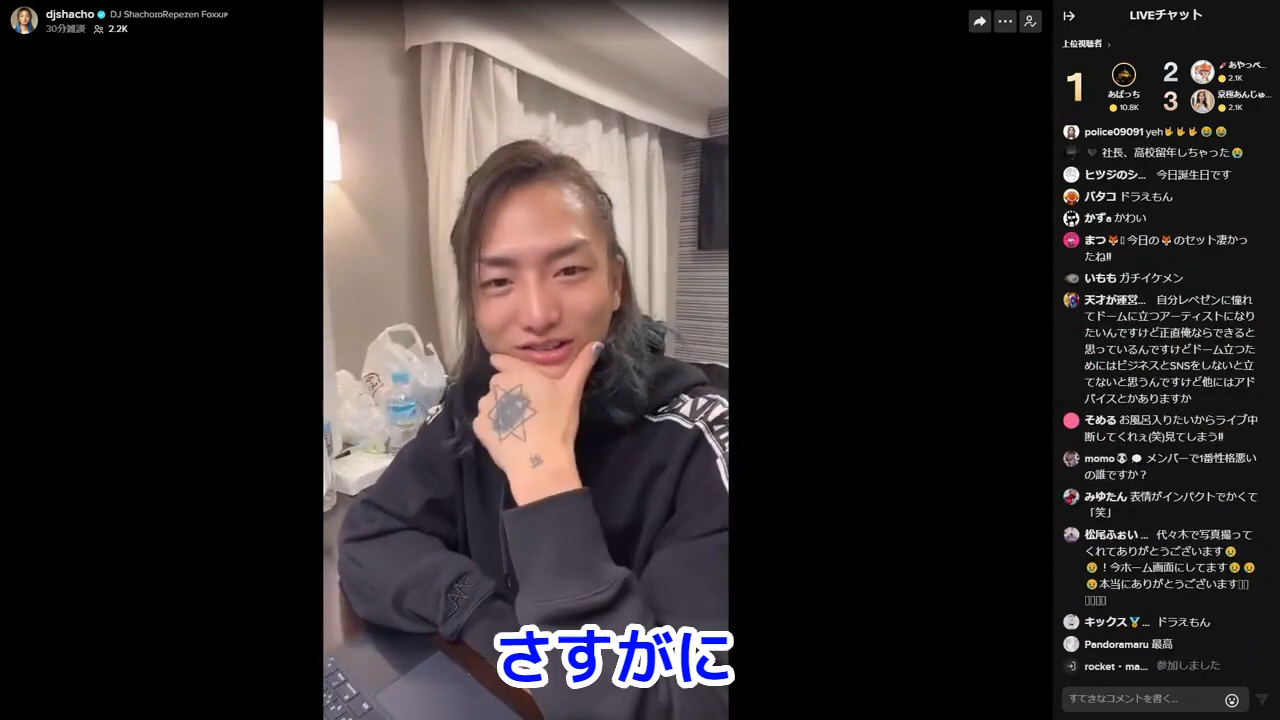 djshacho
DJ ShachoɪᴅRepezen Foxxᴊᴘ
30分雑談 2.2K
LIVEチャット
上位視聴者 ›
1
あぱっち
10.8K
2
あやっぺ...
2.1K
3
京極あんじゅ...
2.1K
police09091 yeh
社長、高校留年しちゃった😭
ヒツジのシ... 今日誕生日です
バタコ ドラえもん
かず かわい
まつ🦊 今日の🦊のセット凄かっ
たね!!
いもも ガチイケメン
天才が運営... 自分レペゼンに憧れ
てドームに立つアーティストになり
たいんですけど正直俺ならできると
思っているんですけどドーム立つた
めにはビジネスとSNSをしないと立
てないと思うんですけど他にはアド
バイスとかありますか
そめる お風呂入りたいからライブ中
断してくれぇ(笑)見てしまう!!
momo メンバーで1番性格悪い
の誰ですか？
みゆたん 表情がインパクトでかくて
「笑」
松尾ふぉい ... 代々木で写真撮って
くれてありがとうございます😢
😢！今ホーム画面にしてます😢😢
😢本当にありがとうございます
キックス🏅... ドラえもん
Pandoramaru 最高
rocket・ma... 参加しました
すてきなコメントを書く...
さすがに